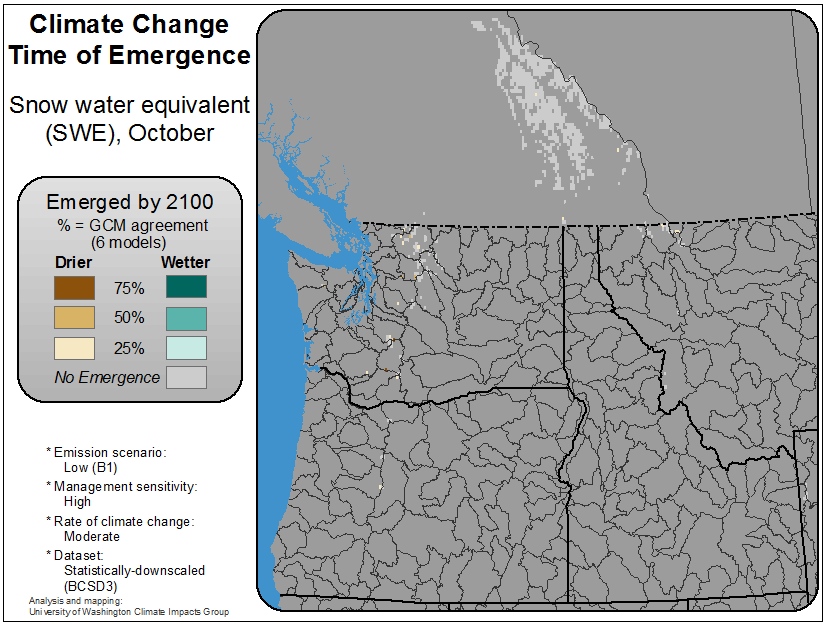 Climate Change
Time of Emergence
Snow water equivalent
(SWE), October
Emerged by 2100
% = GCM agreement
(6 models)
Drier Wetter
75%
50%
25%
No Emergence
* Emission scenario:
Low (B1)
* Management sensitivity:
High
* Rate of climate change:
Moderate
* Dataset:
Statistically-downscaled
(BCSD3)
Analysis and mapping:
University of Washington Climate Impacts Group